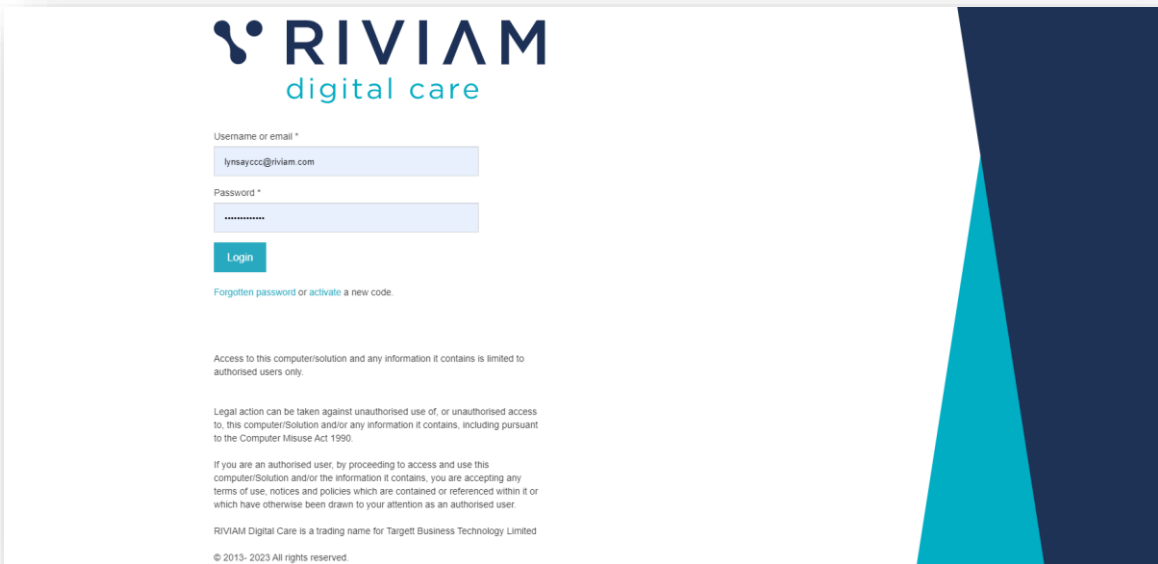 RIVIAM
digital care
Username or email *
lynsayccc@riviam.com
Password *
•••••••••••••
Login
Forgotten password or activate a new code.
Access to this computer/solution and any information it contains is limited to
authorised users only.
Legal action can be taken against unauthorised use of, or unauthorised access
to, this computer/Solution and/or any information it contains, including pursuant
to the Computer Misuse Act 1990.
If you are an authorised user, by proceeding to access and use this
computer/Solution and/or the information it contains, you are accepting any
terms of use, notices and policies which are contained or referenced within it or
which have otherwise been drawn to your attention as an authorised user.
RIVIAM Digital Care is a trading name for Targett Business Technology Limited
© 2013- 2023 All rights reserved.